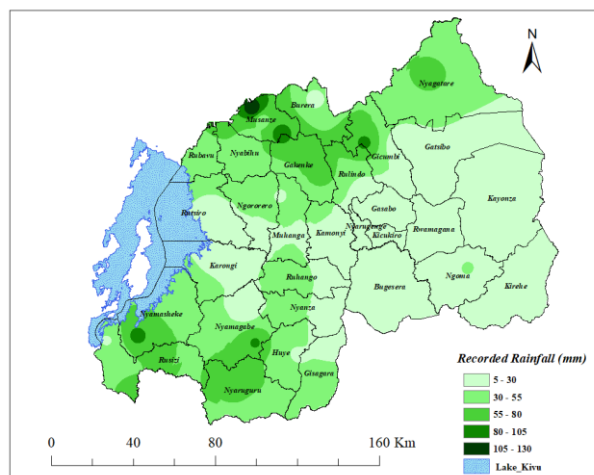 N
Nyagatare
Burera
Musanze
Rubavu
Nyabihu
Gakenke
Gicumbi
Gatsibo
Rulindo
Kayonza
Ngororero
Rutsiro
Gasabo
Muhanga
Kamonyi
Nyarugenge
Kicukiro
Rwamagana
Karongi
Ruhango
Bugesera
Ngoma
Kirehe
Nyamasheke
Nyanza
Nyamagabe
Huye
Rusizi
Nyaruguru
Gisagara
Recorded Rainfall (mm)
5 - 30
30 - 55
55 - 80
80 - 105
105 - 130
Lake_Kivu
0 40 80 160 Km